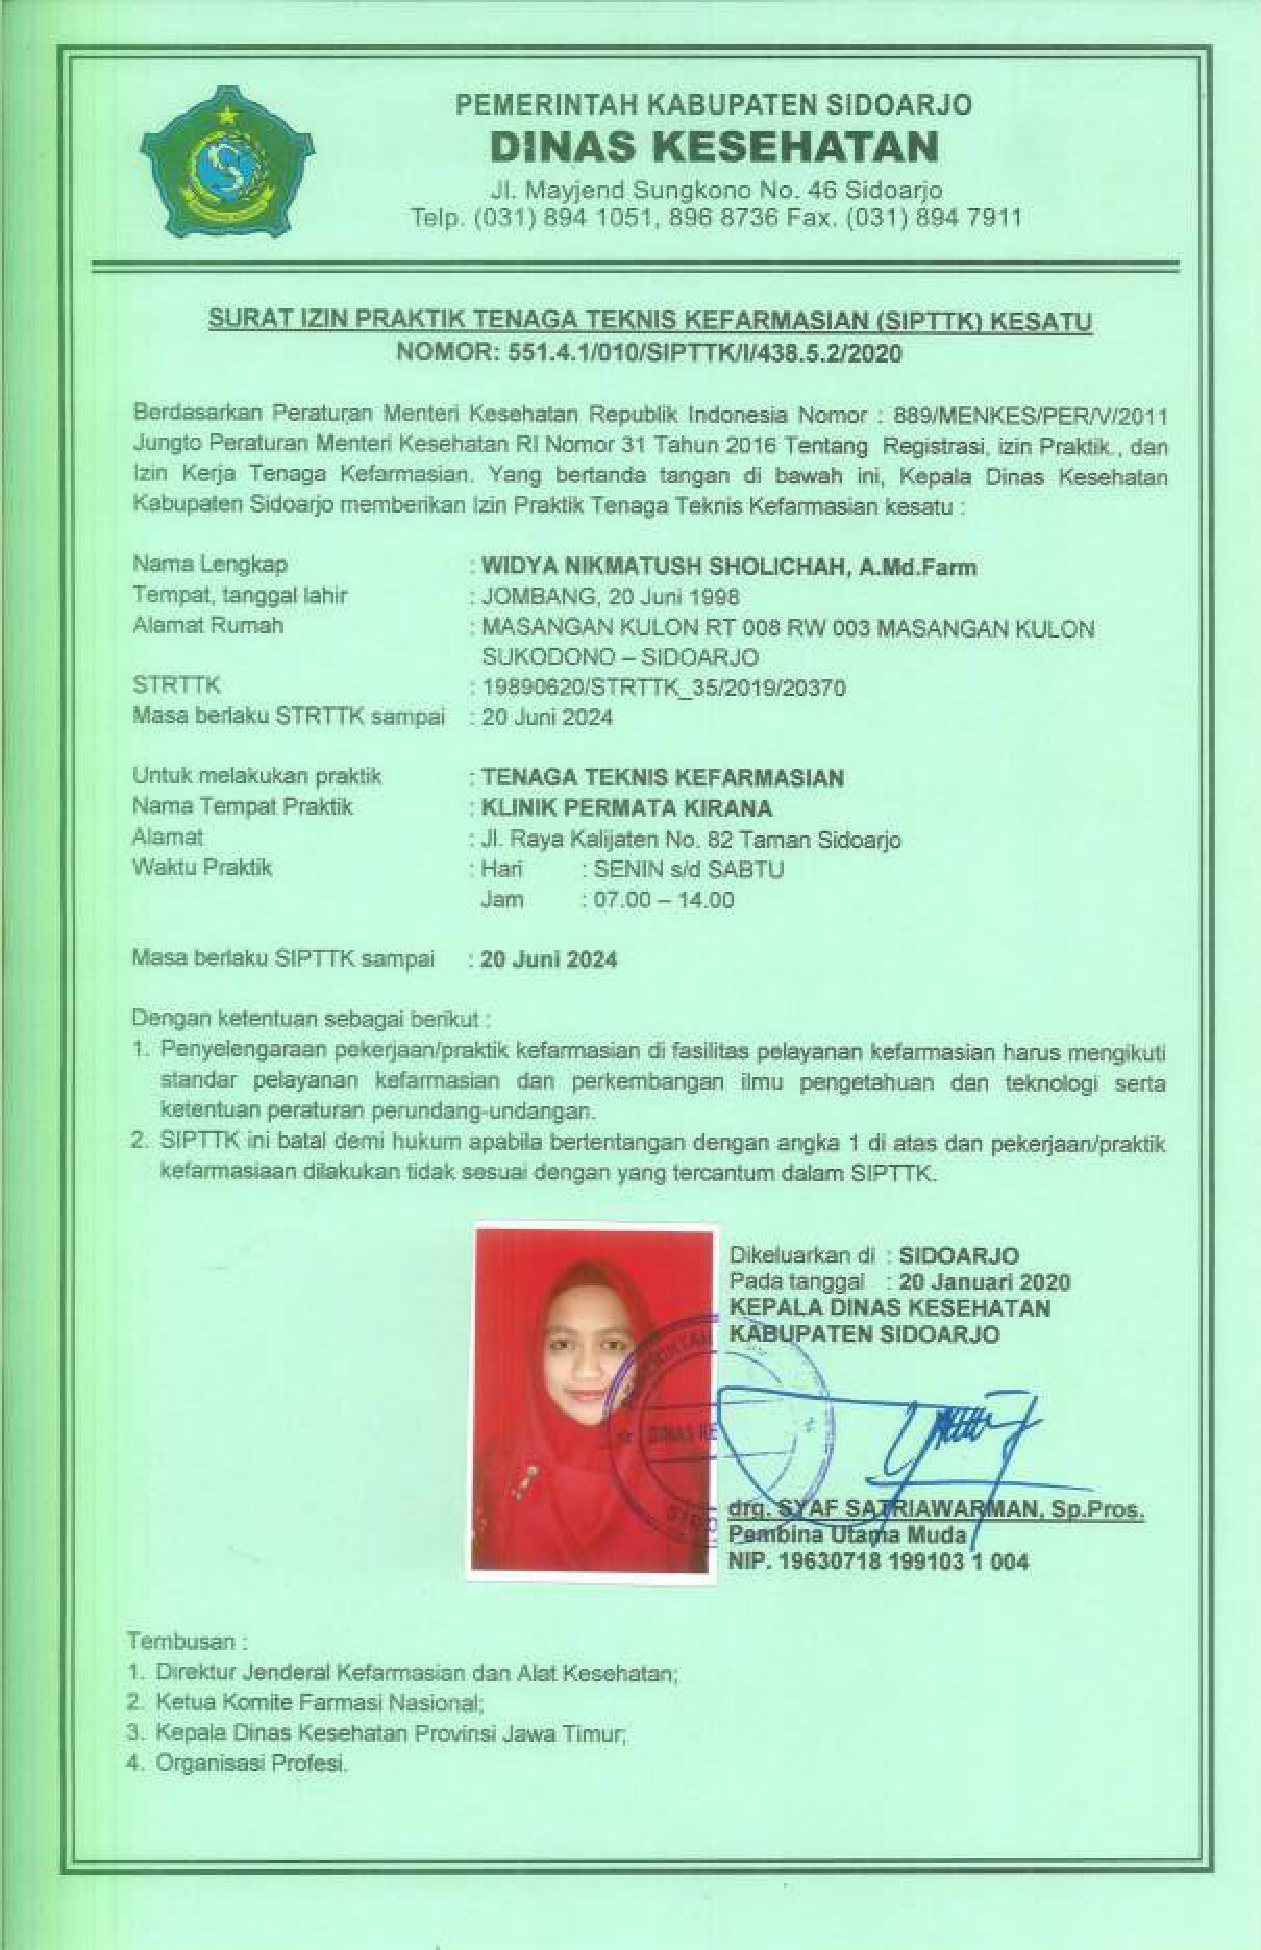 PEMERINTAH KABUPATEN SIDOARJO
DINAS KESEHATAN
Jl. Mayjend Sungkono No. 46 Sidoarjo
Telp. (031) 894 1051, 896 8736 Fax. (031) 894 7911
SURAT IZIN PRAKTIK TENAGA TEKNIS KEFARMASIAN (SIPTTK) KESATU
NOMOR: 551.4.1/010/SIPTTK/I/438.5.2/2020
Berdasarkan Peraturan Menteri Kesehatan Republik Indonesia Nomor : 889/MENKES/PER/V/2011
Jungto Peraturan Menteri Kesehatan RI Nomor 31 Tahun 2016 Tentang Registrasi, izin Praktik., dan
Izin Kerja Tenaga Kefarmasian. Yang bertanda tangan di bawah ini, Kepala Dinas Kesehatan
Kabupaten Sidoarjo memberikan Izin Praktik Tenaga Teknis Kefarmasian kesatu :
Nama Lengkap : WIDYA NIKMATUSH SHOLICHAH, A.Md.Farm
Tempat, tanggal lahir : JOMBANG, 20 Juni 1998
Alamat Rumah : MASANGAN KULON RT 008 RW 003 MASANGAN KULON
SUKODONO – SIDOARJO
STRTTK : 19890620/STRTTK_35/2019/20370
Masa berlaku STRTTK sampai : 20 Juni 2024
Untuk melakukan praktik : TENAGA TEKNIS KEFARMASIAN
Nama Tempat Praktik : KLINIK PERMATA KIRANA
Alamat : Jl. Raya Kalijaten No. 82 Taman Sidoarjo
Waktu Praktik : Hari : SENIN s/d SABTU
Jam : 07.00 – 14.00
Masa berlaku SIPTTK sampai : 20 Juni 2024
Dengan ketentuan sebagai berikut :
1. Penyelengaraan pekerjaan/praktik kefarmasian di fasilitas pelayanan kefarmasian harus mengikuti
standar pelayanan kefarmasian dan perkembangan ilmu pengetahuan dan teknologi serta
ketentuan peraturan perundang-undangan.
2. SIPTTK ini batal demi hukum apabila bertentangan dengan angka 1 di atas dan pekerjaan/praktik
kefarmasiaan dilakukan tidak sesuai dengan yang tercantum dalam SIPTTK.
Dikeluarkan di : SIDOARJO
Pada tanggal : 20 Januari 2020
KEPALA DINAS KESEHATAN
KABUPATEN SIDOARJO
DINAS KE
drg. SYAF SATRIAWARMAN, Sp.Pros.
Pembina Utama Muda
NIP. 19630718 199103 1 004
Tembusan :
1. Direktur Jenderal Kefarmasian dan Alat Kesehatan;
2. Ketua Komite Farmasi Nasional;
3. Kepala Dinas Kesehatan Provinsi Jawa Timur;
4. Organisasi Profesi.